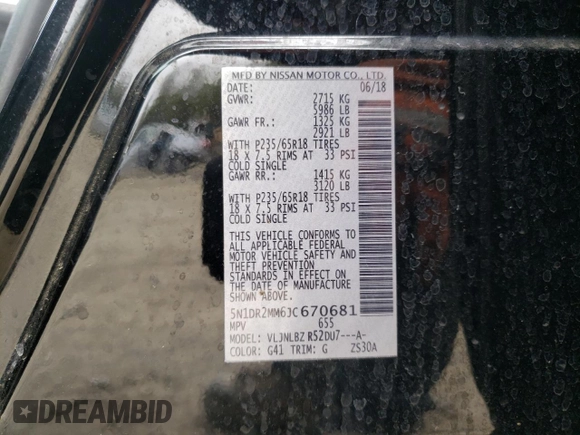 MFD BY NISSAN MOTOR CO., LTD.
DATE: 06/18
GVWR: 2715 KG
5986 LB
GAWR FR.: 1325 KG
2921 LB
WITH P235/65R18 TIRES
18 X 7.5 RIMS AT 33 PSI
COLD SINGLE
GAWR RR.: 1415 KG
3120 LB
WITH P235/65R18 TIRES
18 X 7.5 RIMS AT 33 PSI
COLD SINGLE
THIS VEHICLE CONFORMS TO
ALL APPLICABLE FEDERAL
MOTOR VEHICLE SAFETY AND
THEFT PREVENTION
STANDARDS IN EFFECT ON
THE DATE OF MANUFACTURE
SHOWN ABOVE.
5N1DR2MM6JC670681
MPV 655
MODEL: VLJNLBZ R52DU7---A-
COLOR: G41 TRIM: G ZS30A
DREAMBID